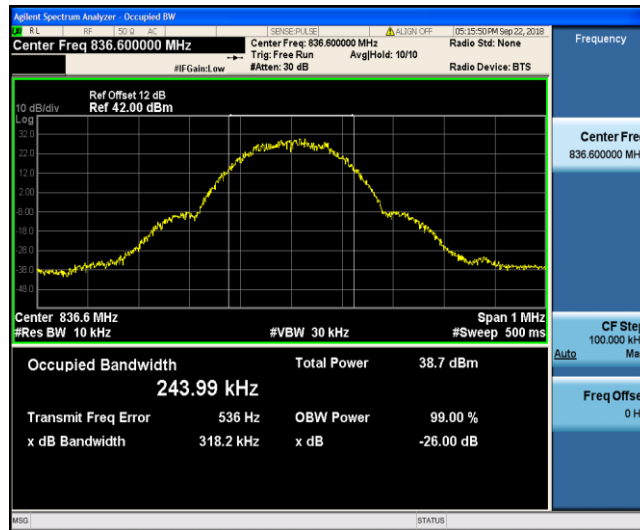 Agilent Spectrum Analyzer - Occupied BW
RL RF 50 Ω AC SENSE:PULSE ALIGN OFF 05:15:50PM Sep 22, 2018
Center Freq 836.600000 MHz
Center Freq: 836.600000 MHz
Radio Std: None
Trig: Free Run Avg|Hold: 10/10
#IFGain:Low #Atten: 30 dB Radio Device: BTS
Ref Offset 12 dB
10 dB/div Ref 42.00 dBm
Log
32.0
22.0
12.0
2.00
-8.00
-18.0
-28.0
-38.0
-48.0
Center 836.6 MHz Span 1 MHz
#Res BW 10 kHz #VBW 30 kHz #Sweep 500 ms
Occupied Bandwidth Total Power 38.7 dBm
243.99 kHz
Transmit Freq Error 536 Hz OBW Power 99.00 %
x dB Bandwidth 318.2 kHz x dB -26.00 dB
MSG STATUS
Frequency
Center Fre
836.600000 MH
CF Step
100.000 kH
Auto Ma
Freq Offse
0 H